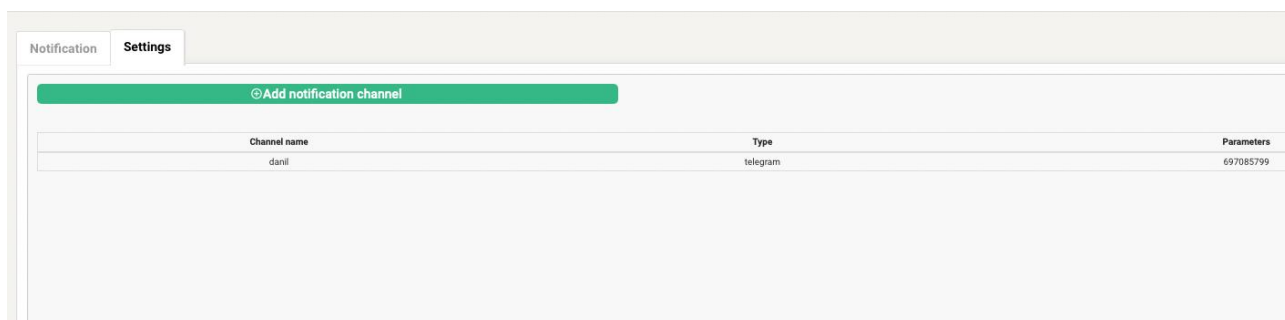 Notification Settings
⊕Add notification channel
Channel name Type Parameters
danil telegram 697085799